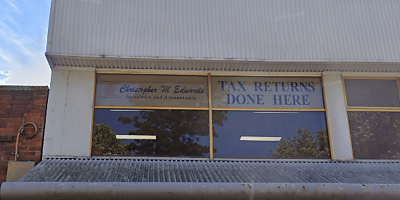 Christopher M. Edwards
TAX RETURNS
DONE HERE